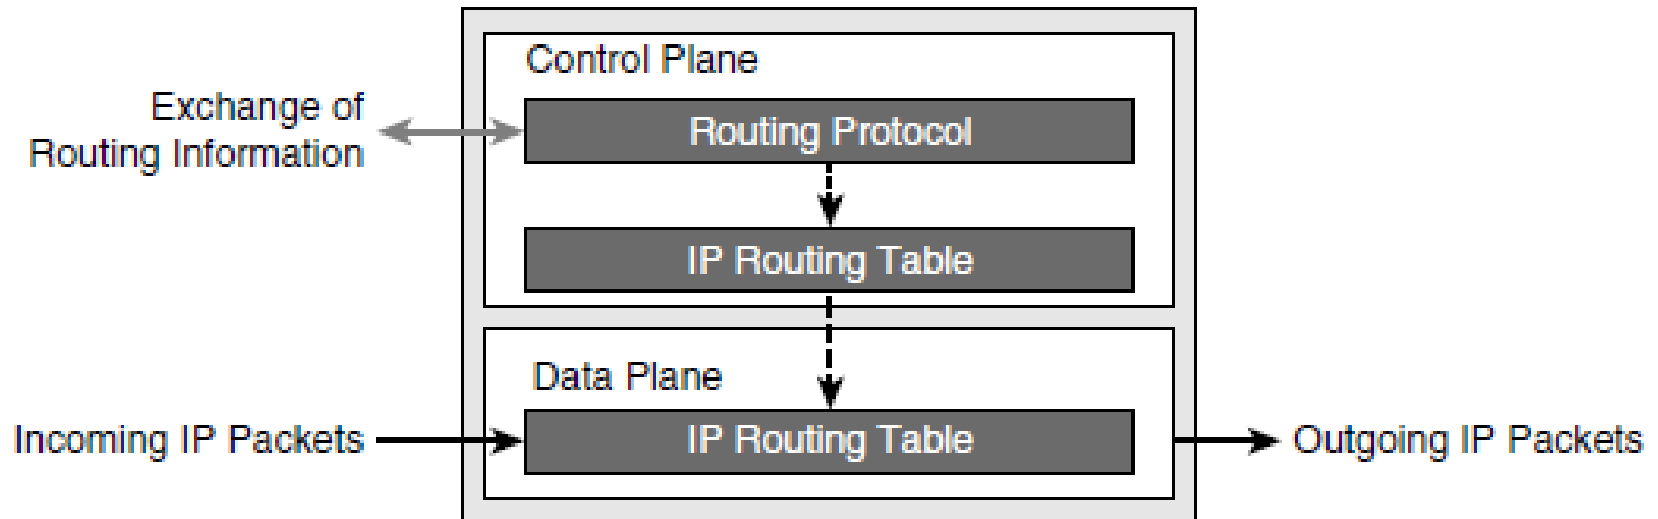 Control Plane
Exchange of
Routing Information
Routing Protocol
IP Routing Table
Data Plane
Incoming IP Packets
IP Routing Table
Outgoing IP Packets